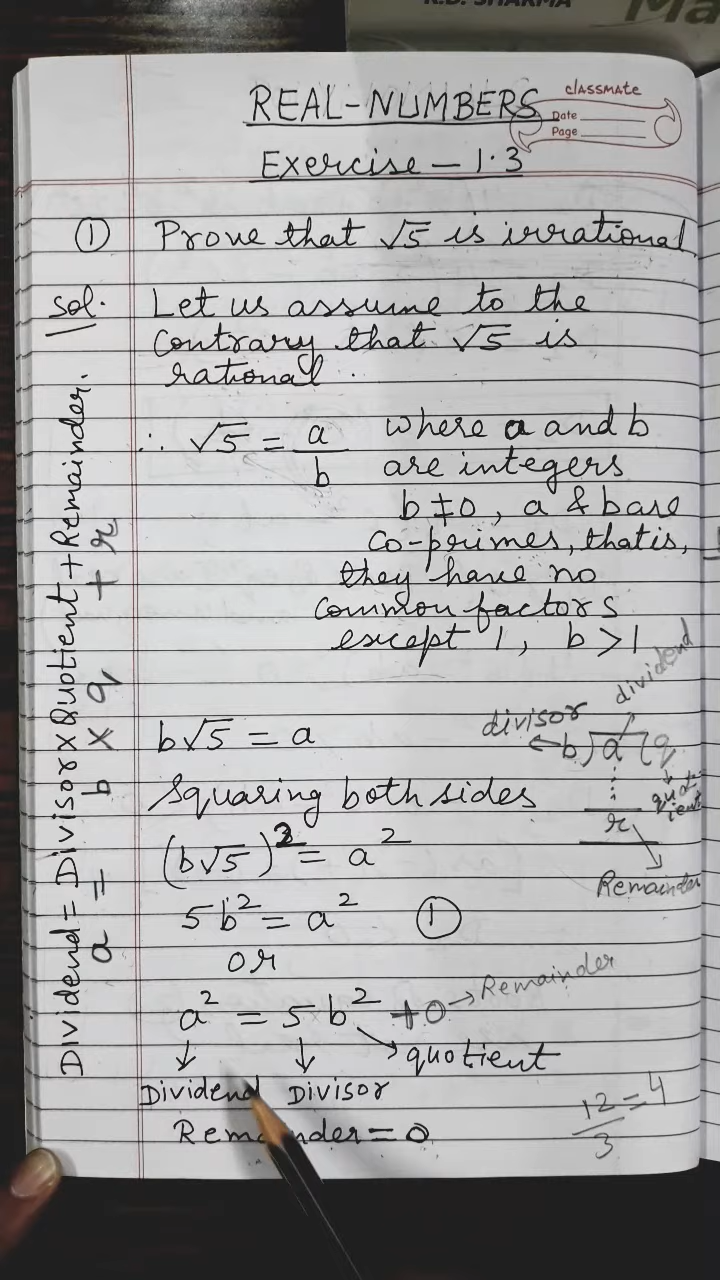 R.D. SHARMA
Ma
classmate
Date
Page
REAL-NUMBERS
Exercise - 1.3
① Prove that √5 is irrational.
Sol. Let us assume to the
contrary that √5 is
rational.
∴ √5 = a/b where a and b
are integers
b ≠ 0, a & b are
co-primes, that is,
they have no
common factors
except 1, b > 1
b√5 = a
Squaring both sides
(b√5)² = a²
5b² = a² ①
or
a² = 5b² + 0 → Remainder
→ quotient
Dividend Divisor
Remainder = 0
dividend
divisor
← b) a (q
quotient
r
Remainder
12/3 = 4
Dividend = Divisor × Quotient + Remainder.
a = b × q + r